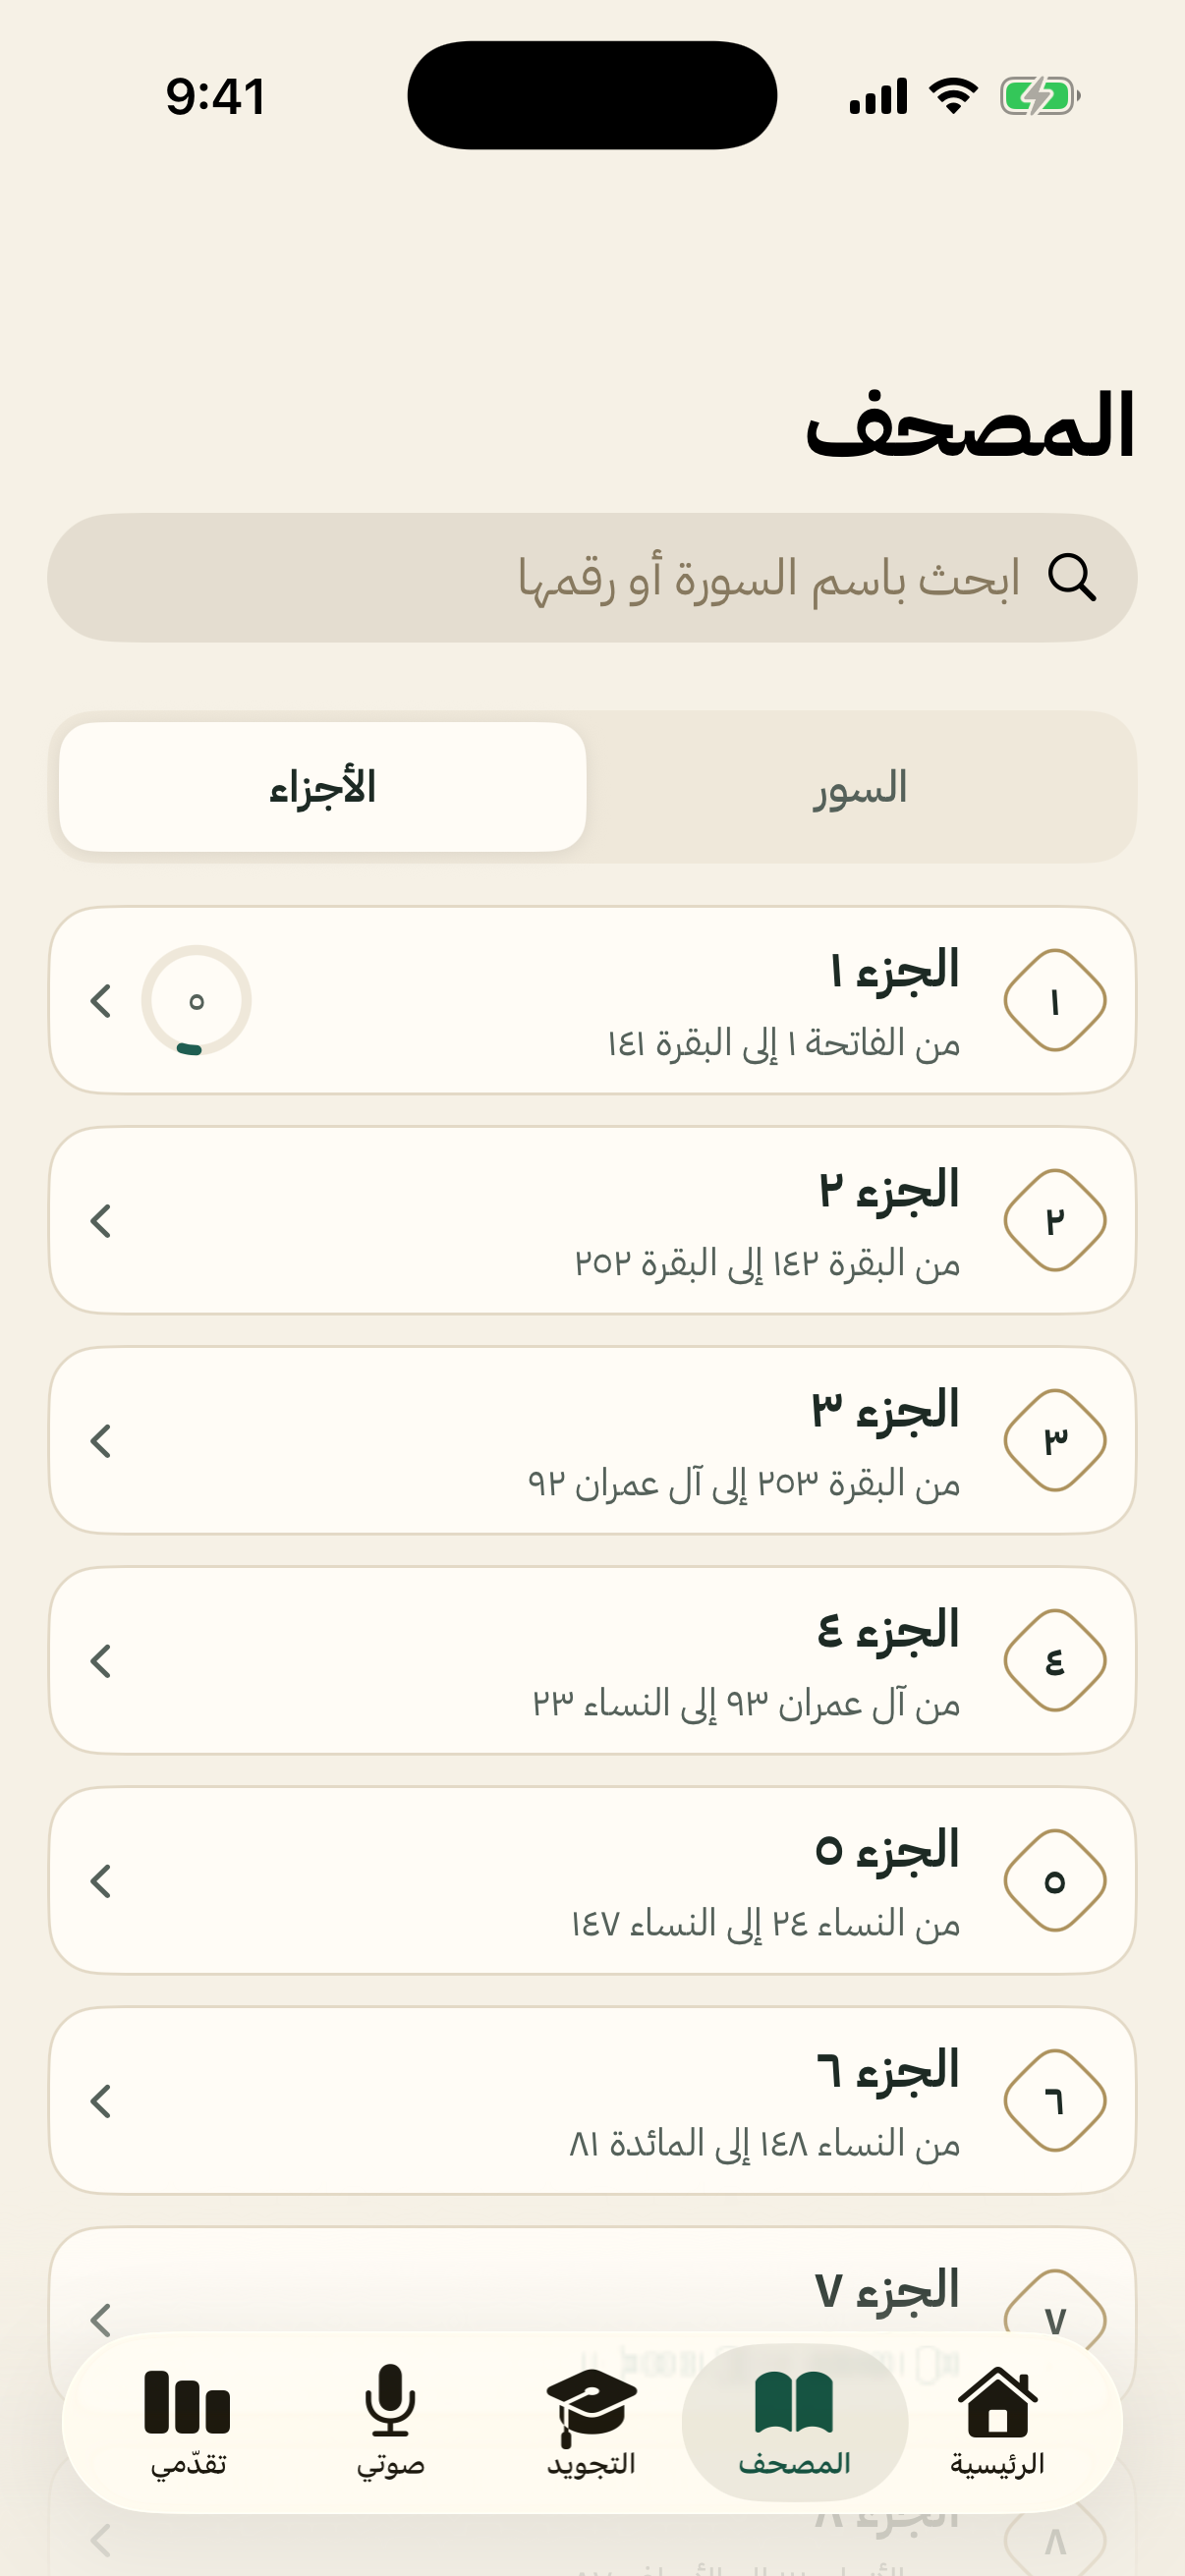 9:41
المصحف
ابحث باسم السورة أو رقمها
السور
الأجزاء
١
الجزء ١
من الفاتحة ١ إلى البقرة ١٤١
٥
٢
الجزء ٢
من البقرة ١٤٢ إلى البقرة ٢٥٢
٣
الجزء ٣
من البقرة ٢٥٣ إلى آل عمران ٩٢
٤
الجزء ٤
من آل عمران ٩٣ إلى النساء ٢٣
٥
الجزء ٥
من النساء ٢٤ إلى النساء ١٤٧
٦
الجزء ٦
من النساء ١٤٨ إلى المائدة ٨١
٧
الجزء ٧
الرئيسية
المصحف
التجويد
صوتي
تقدّمي
٨
الجزء ٨